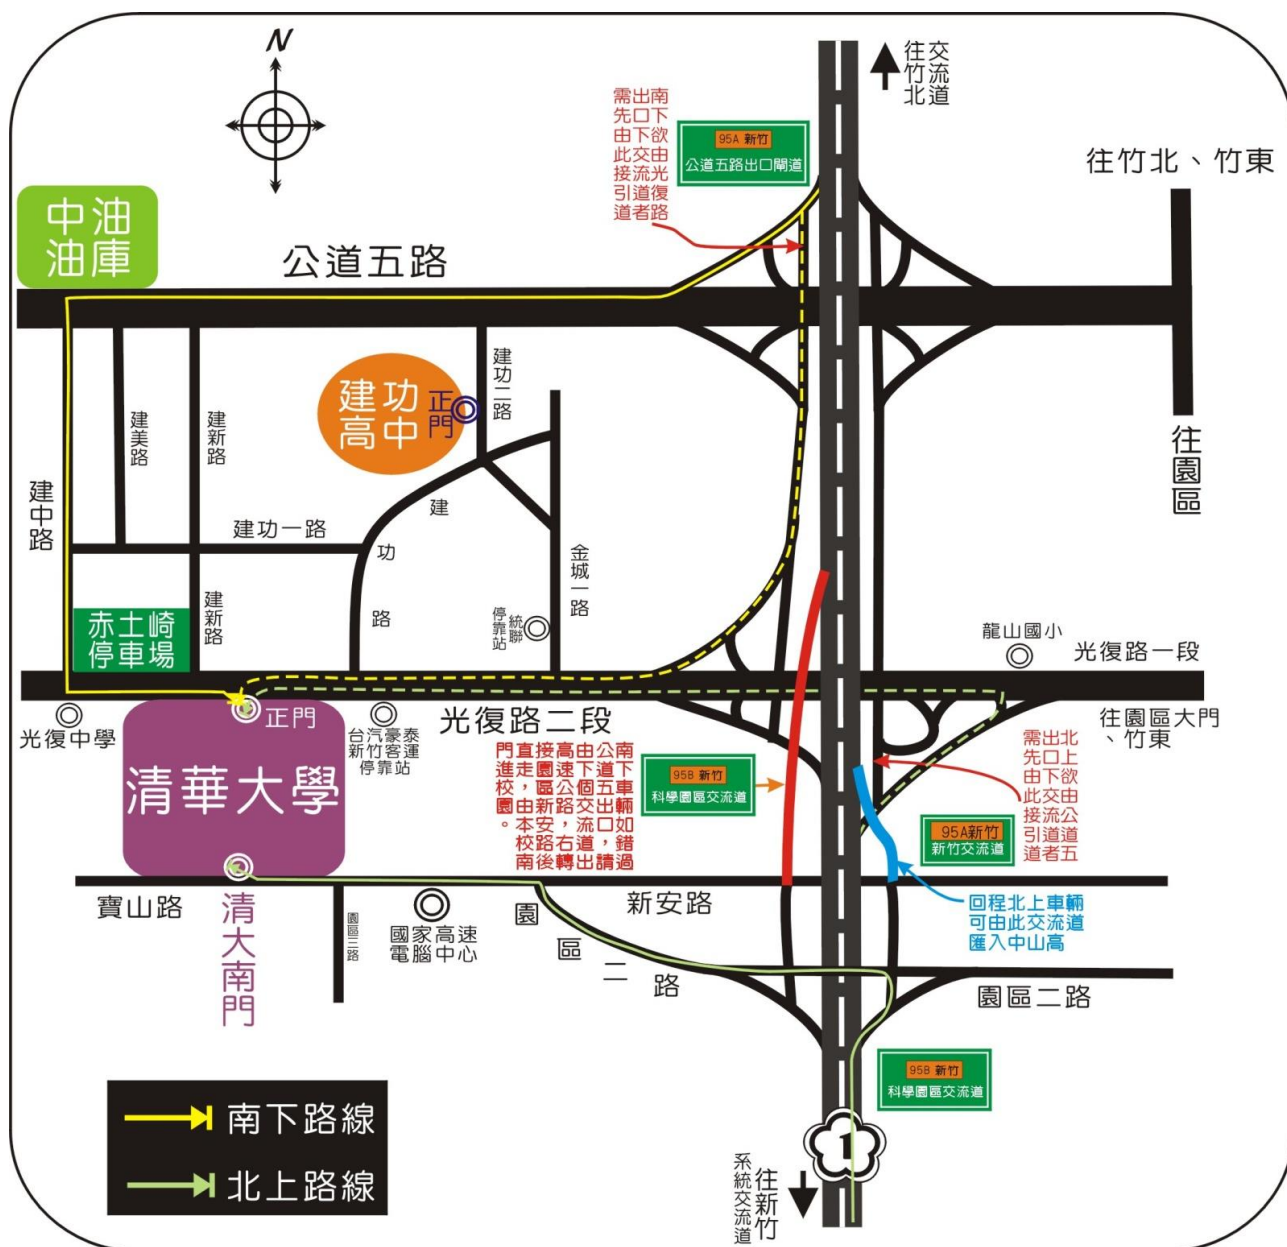 N
往竹北
交流道
南下欲由光復路
出口下交流道者
需先由此接引道
95A 新竹
公道五路出口閘道
往竹北、竹東
中油
油庫
公道五路
建中路
建美路
建新路
建功
高中
正門
建功二路
往園區
建功一路
建功路
金城一路
建新路
赤土崎
停車場
統聯
停靠站
龍山國小
光復路一段
光復中學
正門
台汽豪泰
新竹客運
停靠站
光復路二段
往園區大門
、竹東
清華大學
南下車輛如錯過
公道五出口,請
由下個交流道出
高速公路,右轉
接園區新安路後
直走,由本校南
門進校園。
95B 新竹
科學園區交流道
北上欲由公道五
出口下交流道者
需先由此接引道
95A新竹
新竹交流道
寶山路
清大南門
園區三路
國家高速
電腦中心
園區二路
新安路
回程北上車輛
可由此交流道
匯入中山高
園區二路
95B 新竹
科學園區交流道
南下路線
北上路線
1
往新竹
系統交流道